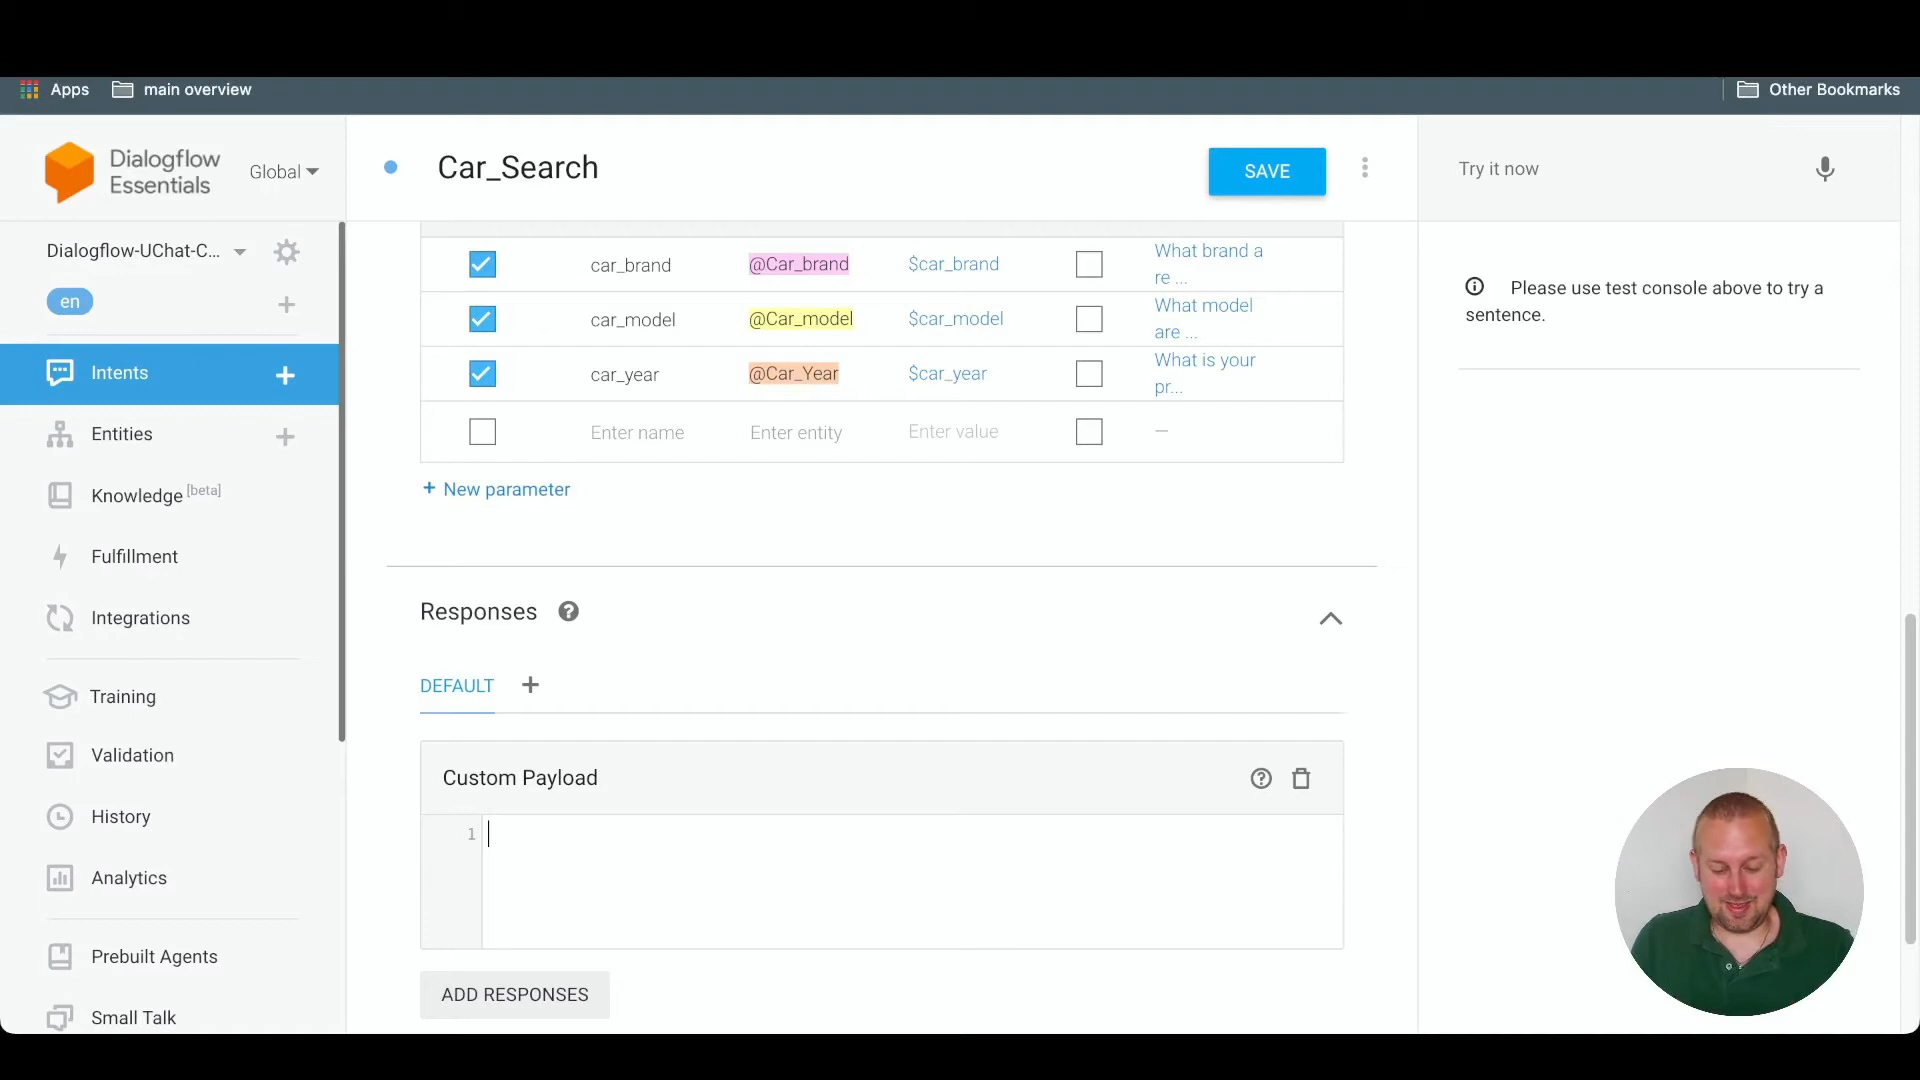 Apps
main overview
Other Bookmarks
Dialogflow
Essentials
Global
Car_Search
SAVE
Try it now
Dialogflow-UChat-C...
en
Intents
Entities
Knowledge [beta]
Fulfillment
Integrations
Training
Validation
History
Analytics
Prebuilt Agents
Small Talk
car_brand @Car_brand $car_brand What brand a
re ...
car_model @Car_model $car_model What model
are ...
car_year @Car_Year $car_year What is your
pr...
Enter name Enter entity Enter value —
+ New parameter
Responses ?
DEFAULT +
Custom Payload
1
ADD RESPONSES
Please use test console above to try a
sentence.